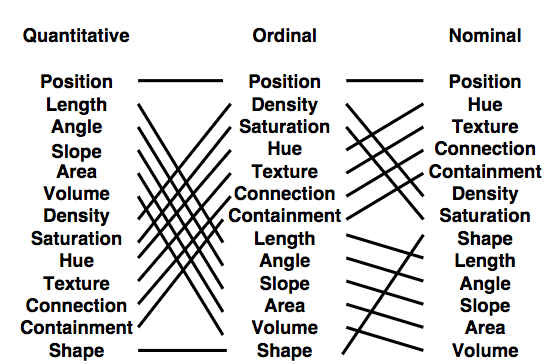 Quantitative Ordinal Nominal
Position Position Position
Length Density Hue
Angle Saturation Texture
Slope Hue Connection
Area Texture Containment
Volume Connection Density
Density Containment Saturation
Saturation Length Shape
Hue Angle Length
Texture Slope Angle
Connection Area Slope
Containment Volume Area
Shape Shape Volume